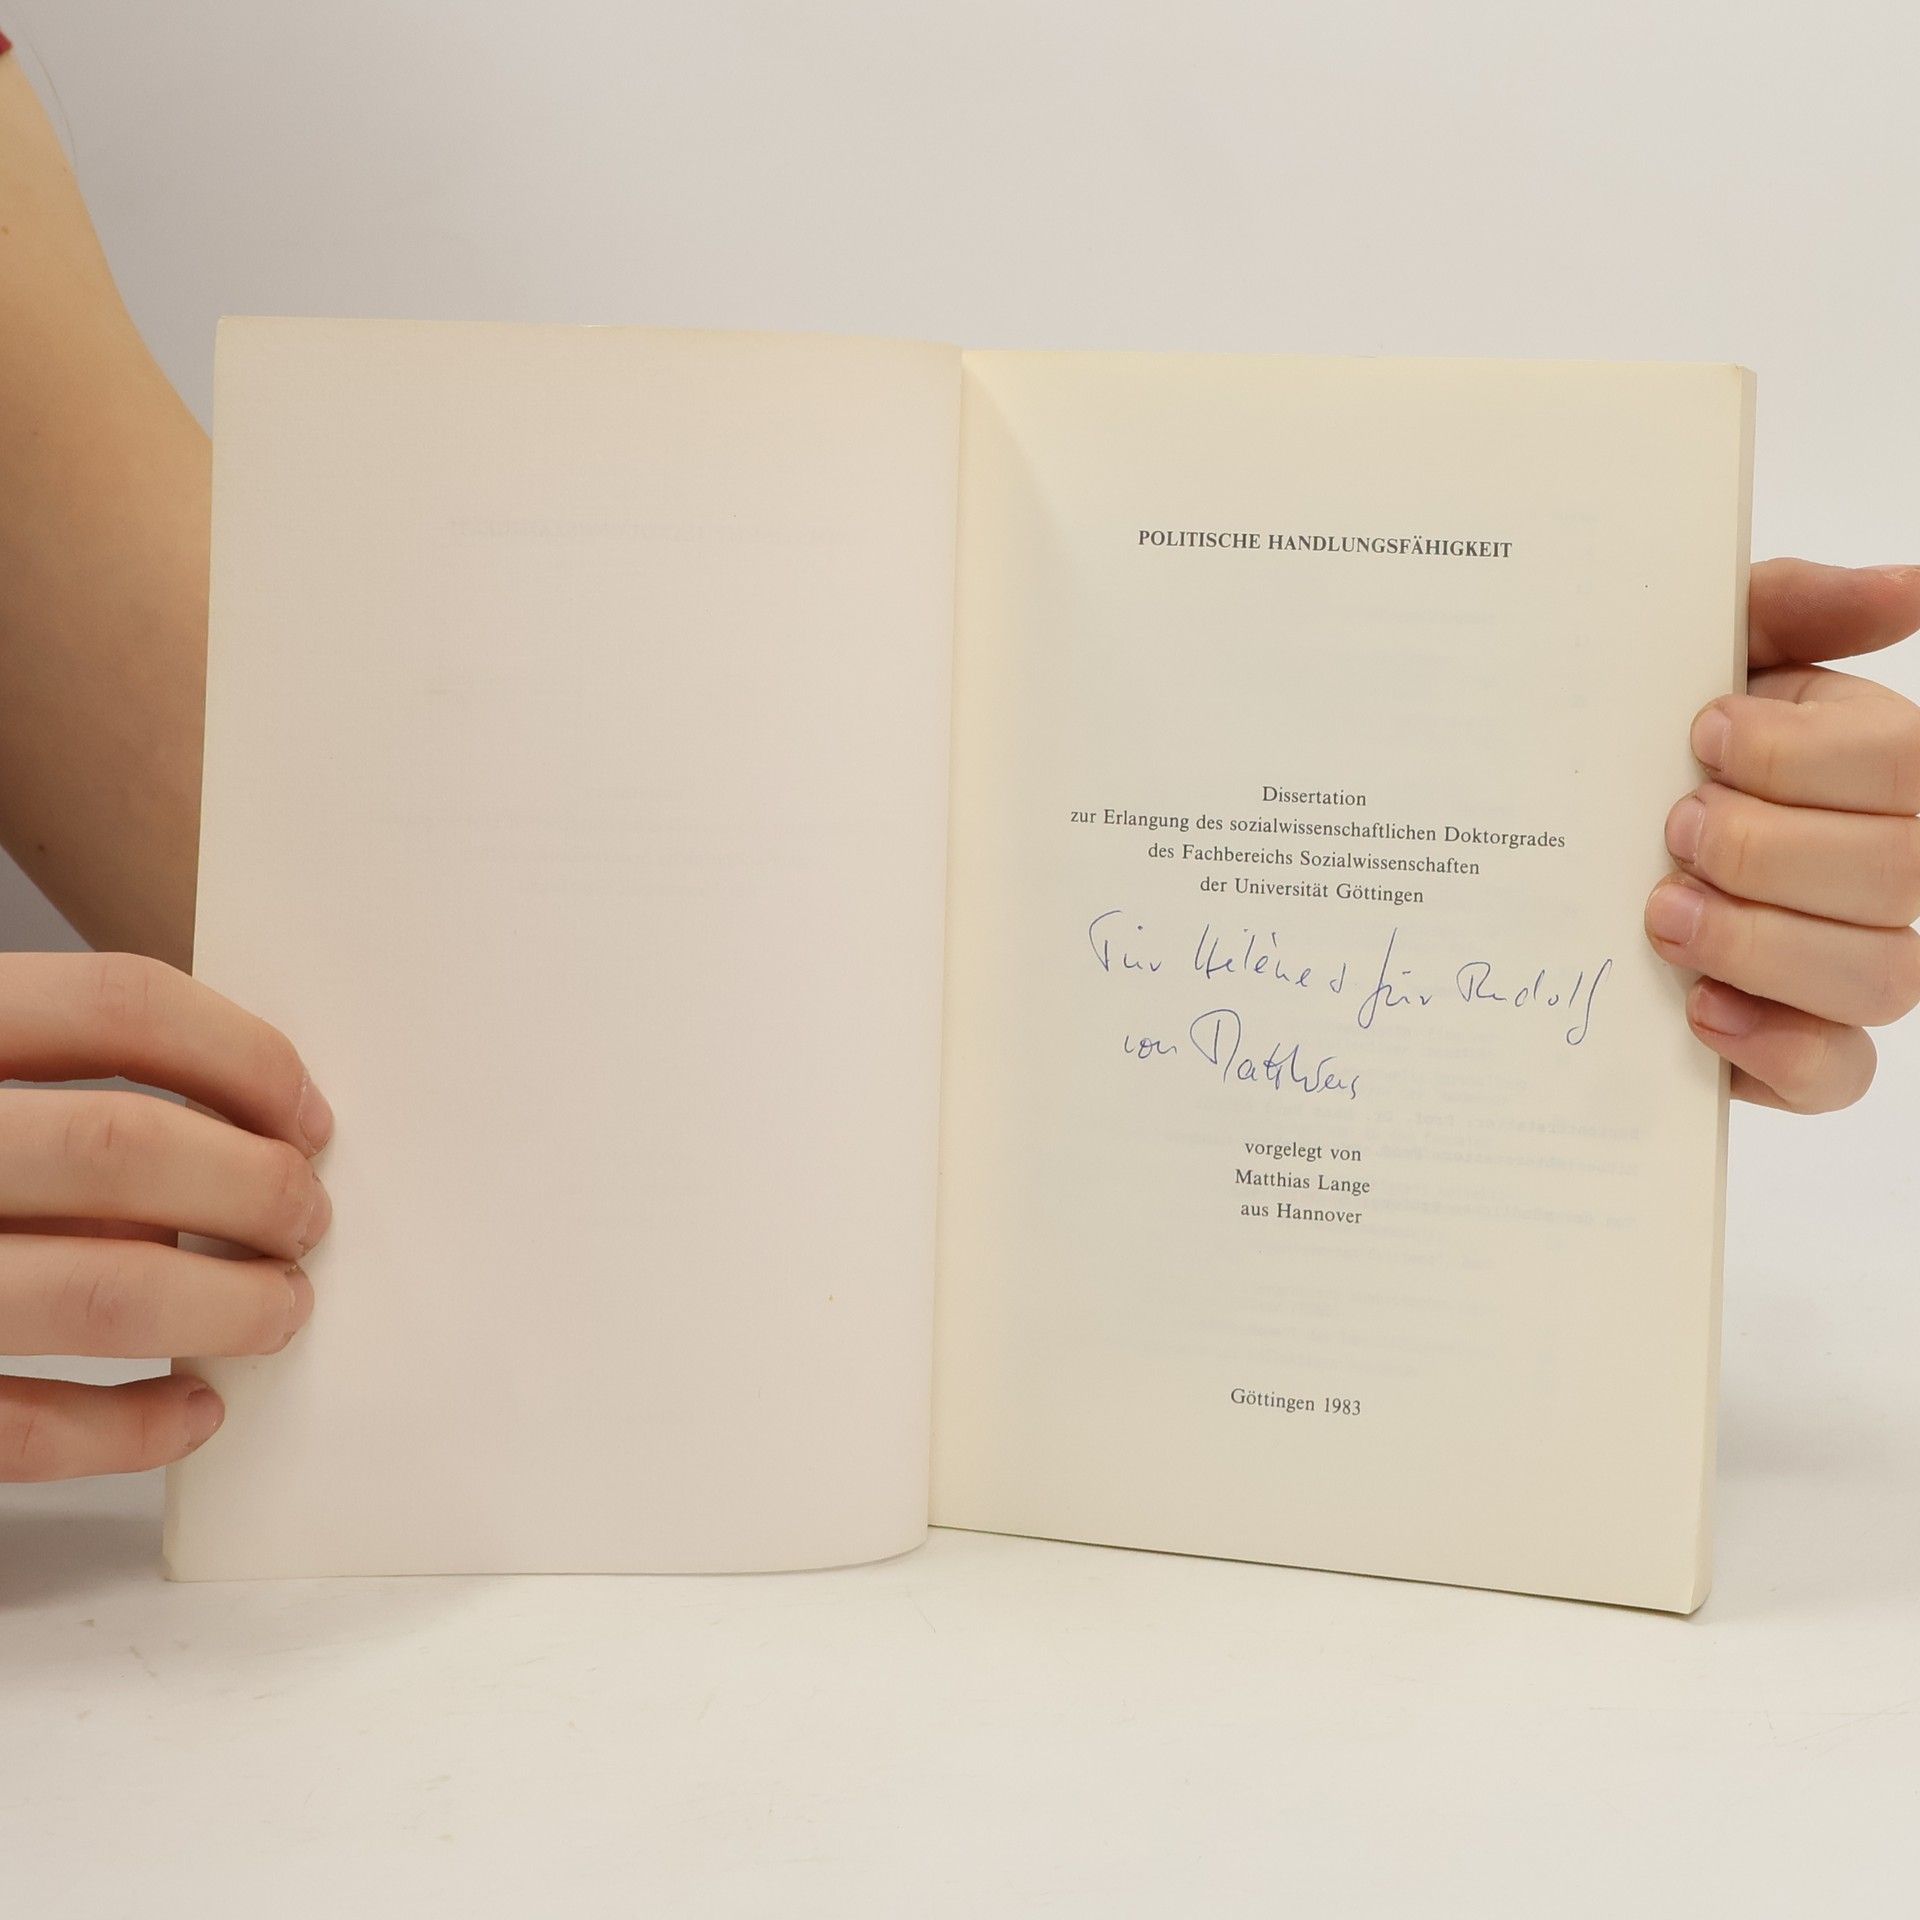 POLITISCHE HANDLUNGSFÄHIGKEIT
Dissertation
zur Erlangung des sozialwissenschaftlichen Doktorgrades
des Fachbereichs Sozialwissenschaften
der Universität Göttingen
Für Hélène & für Rudolf
von Matthias
vorgelegt von
Matthias Lange
aus Hannover
Göttingen 1983